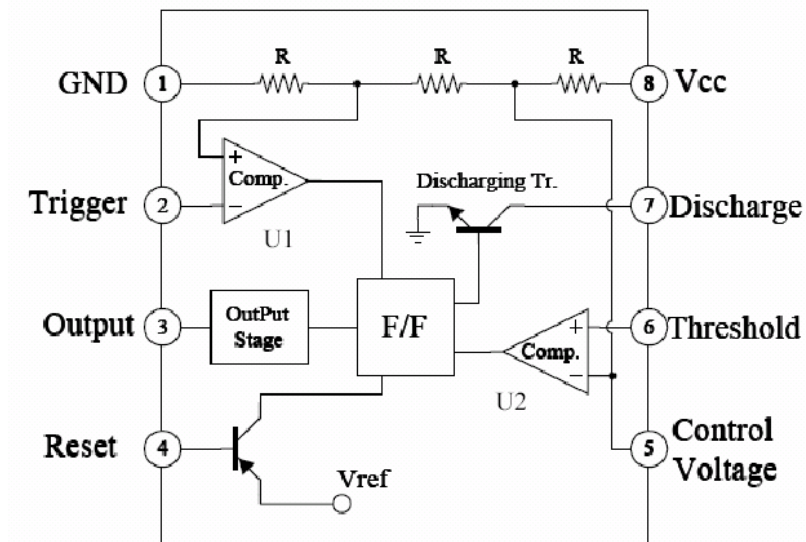 R R R
GND 1 8 Vcc
+
Comp.
−
U1
Trigger 2
Discharging Tr.
7 Discharge
Output 3 OutPut
Stage
F/F
+
Comp.
−
U2
6 Threshold
Reset 4
Vref
5 Control
Voltage